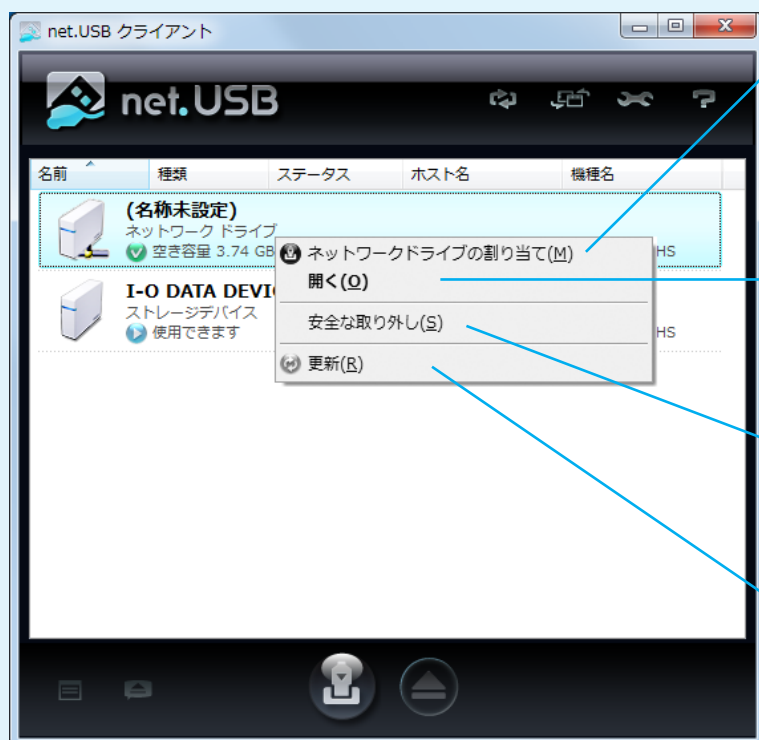 net.USB クライアント
net.USB
名前 種類 ステータス ホスト名 機種名
(名称未設定)
ネットワーク ドライブ
空き容量 3.74 GB
HS
ネットワークドライブの割り当て(M)
開く(O)
安全な取り外し(S)
更新(R)
I-O DATA
ストレージデバイス
使用できます
HS